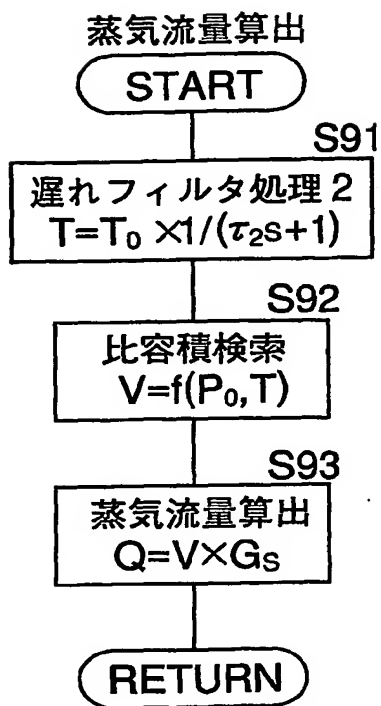 蒸気流量算出
START
S91
遅れフィルタ処理2
T=T₀×1/(τ₂s+1)
S92
比容積検索
V=f(P₀,T)
S93
蒸気流量算出
Q=V×Gs
RETURN